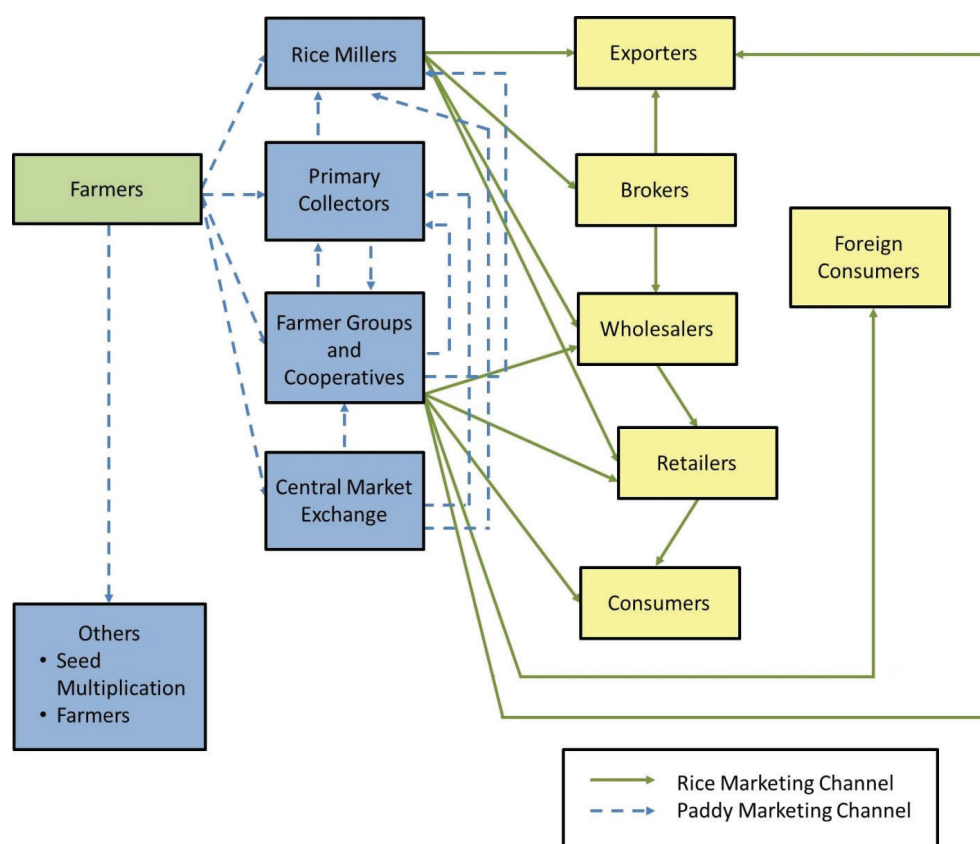 Rice Millers
Exporters
Farmers
Primary
Collectors
Brokers
Foreign
Consumers
Farmer Groups
and
Cooperatives
Wholesalers
Central Market
Exchange
Retailers
Consumers
Others
• Seed
Multiplication
• Farmers
Rice Marketing Channel
Paddy Marketing Channel